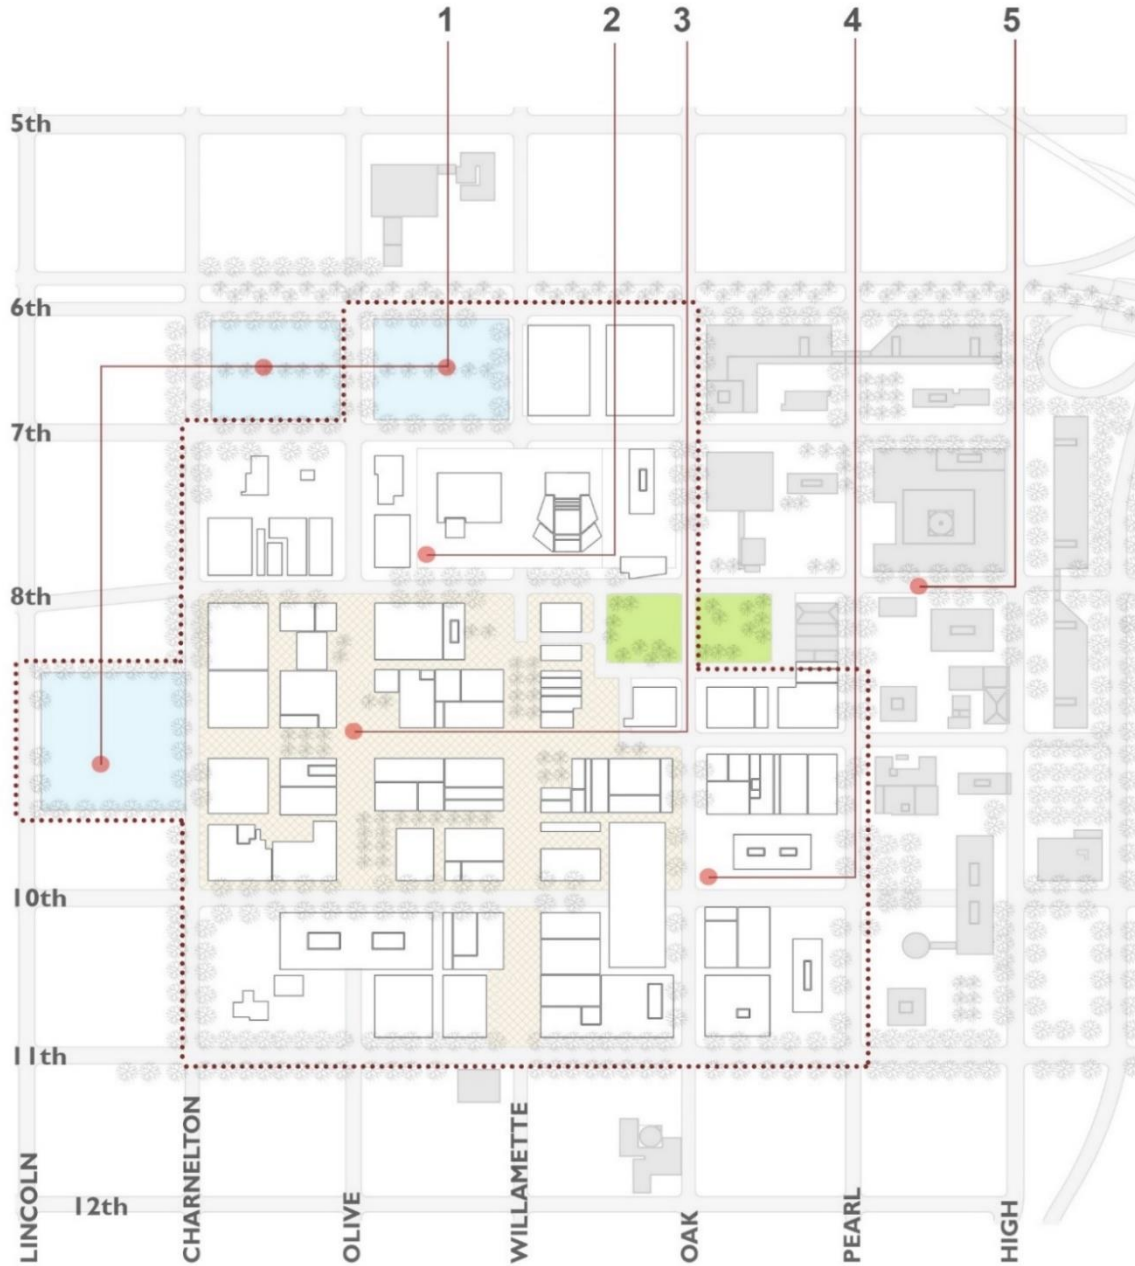 1 2 3 4 5
5th
6th
7th
8th
10th
11th
12th
LINCOLN
CHARNELTON
OLIVE
WILLAMETTE
OAK
PEARL
HIGH